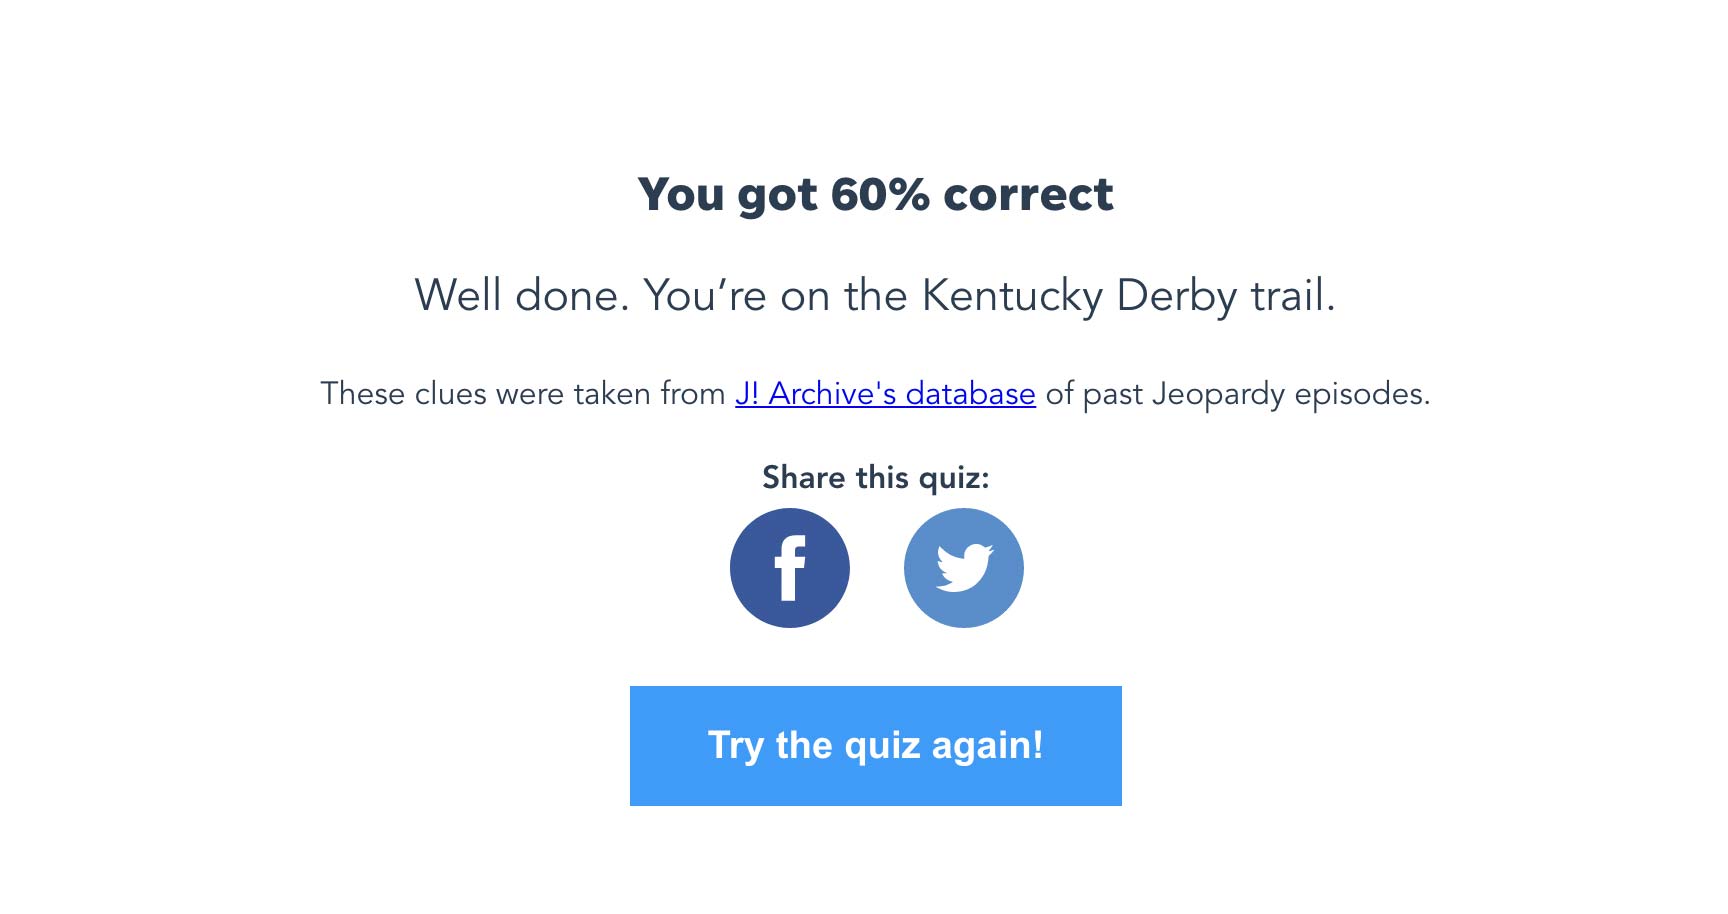 You got 60% correct
Well done. You’re on the Kentucky Derby trail.
These clues were taken from J! Archive's database of past Jeopardy episodes.
Share this quiz:
Try the quiz again!